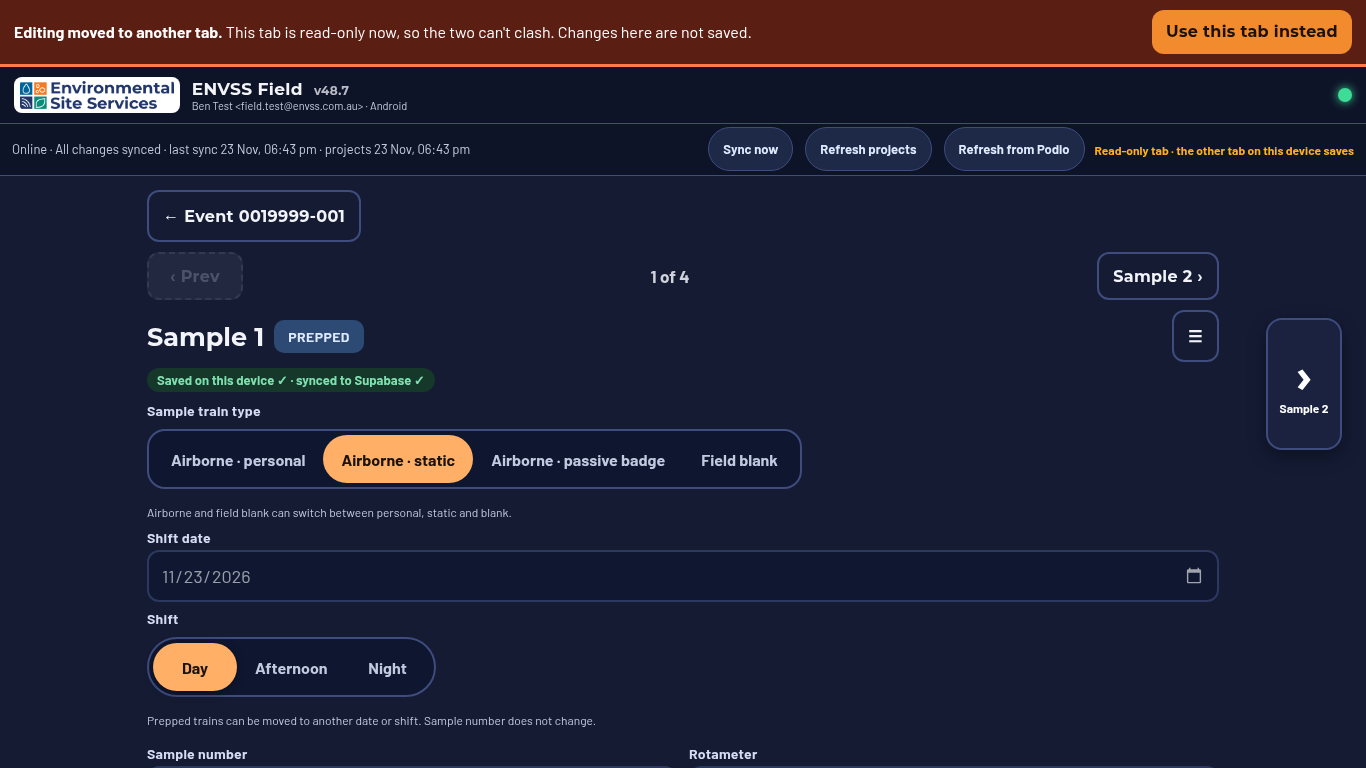 Editing moved to another tab. This tab is read-only now, so the two can't clash. Changes here are not saved.
Use this tab instead
Environmental
Site Services
ENVSS Field v48.7
Ben Test <field.test@envss.com.au> · Android
Online · All changes synced · last sync 23 Nov, 06:43 pm · projects 23 Nov, 06:43 pm
Sync now
Refresh projects
Refresh from Podio
Read-only tab · the other tab on this device saves
← Event 0019999-001
‹ Prev
1 of 4
Sample 2 ›
Sample 1
PREPPED
☰
›
Sample 2
Saved on this device ✓ · synced to Supabase ✓
Sample train type
Airborne · personal
Airborne · static
Airborne · passive badge
Field blank
Airborne and field blank can switch between personal, static and blank.
Shift date
11/23/2026
Shift
Day
Afternoon
Night
Prepped trains can be moved to another date or shift. Sample number does not change.
Sample number
Rotameter